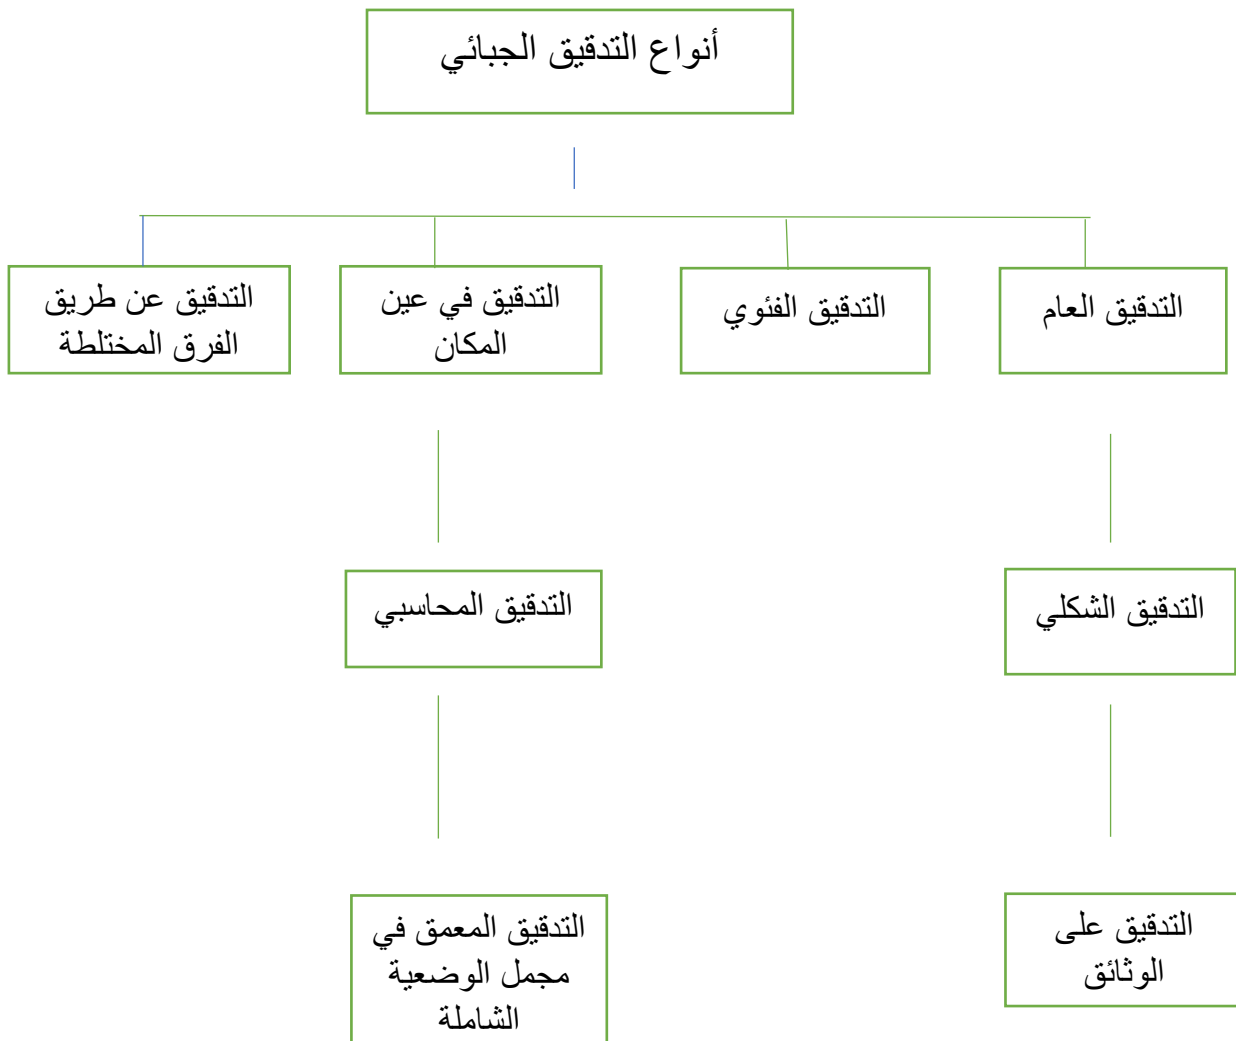 أنواع التدقيق الجبائي
التدقيق العام
التدقيق الفئوي
التدقيق في عين
المكان
التدقيق عن طريق
الفرق المختلطة
التدقيق الشكلي
التدقيق المحاسبي
التدقيق على
الوثائق
التدقيق المعمق في
مجمل الوضعية
الشاملة